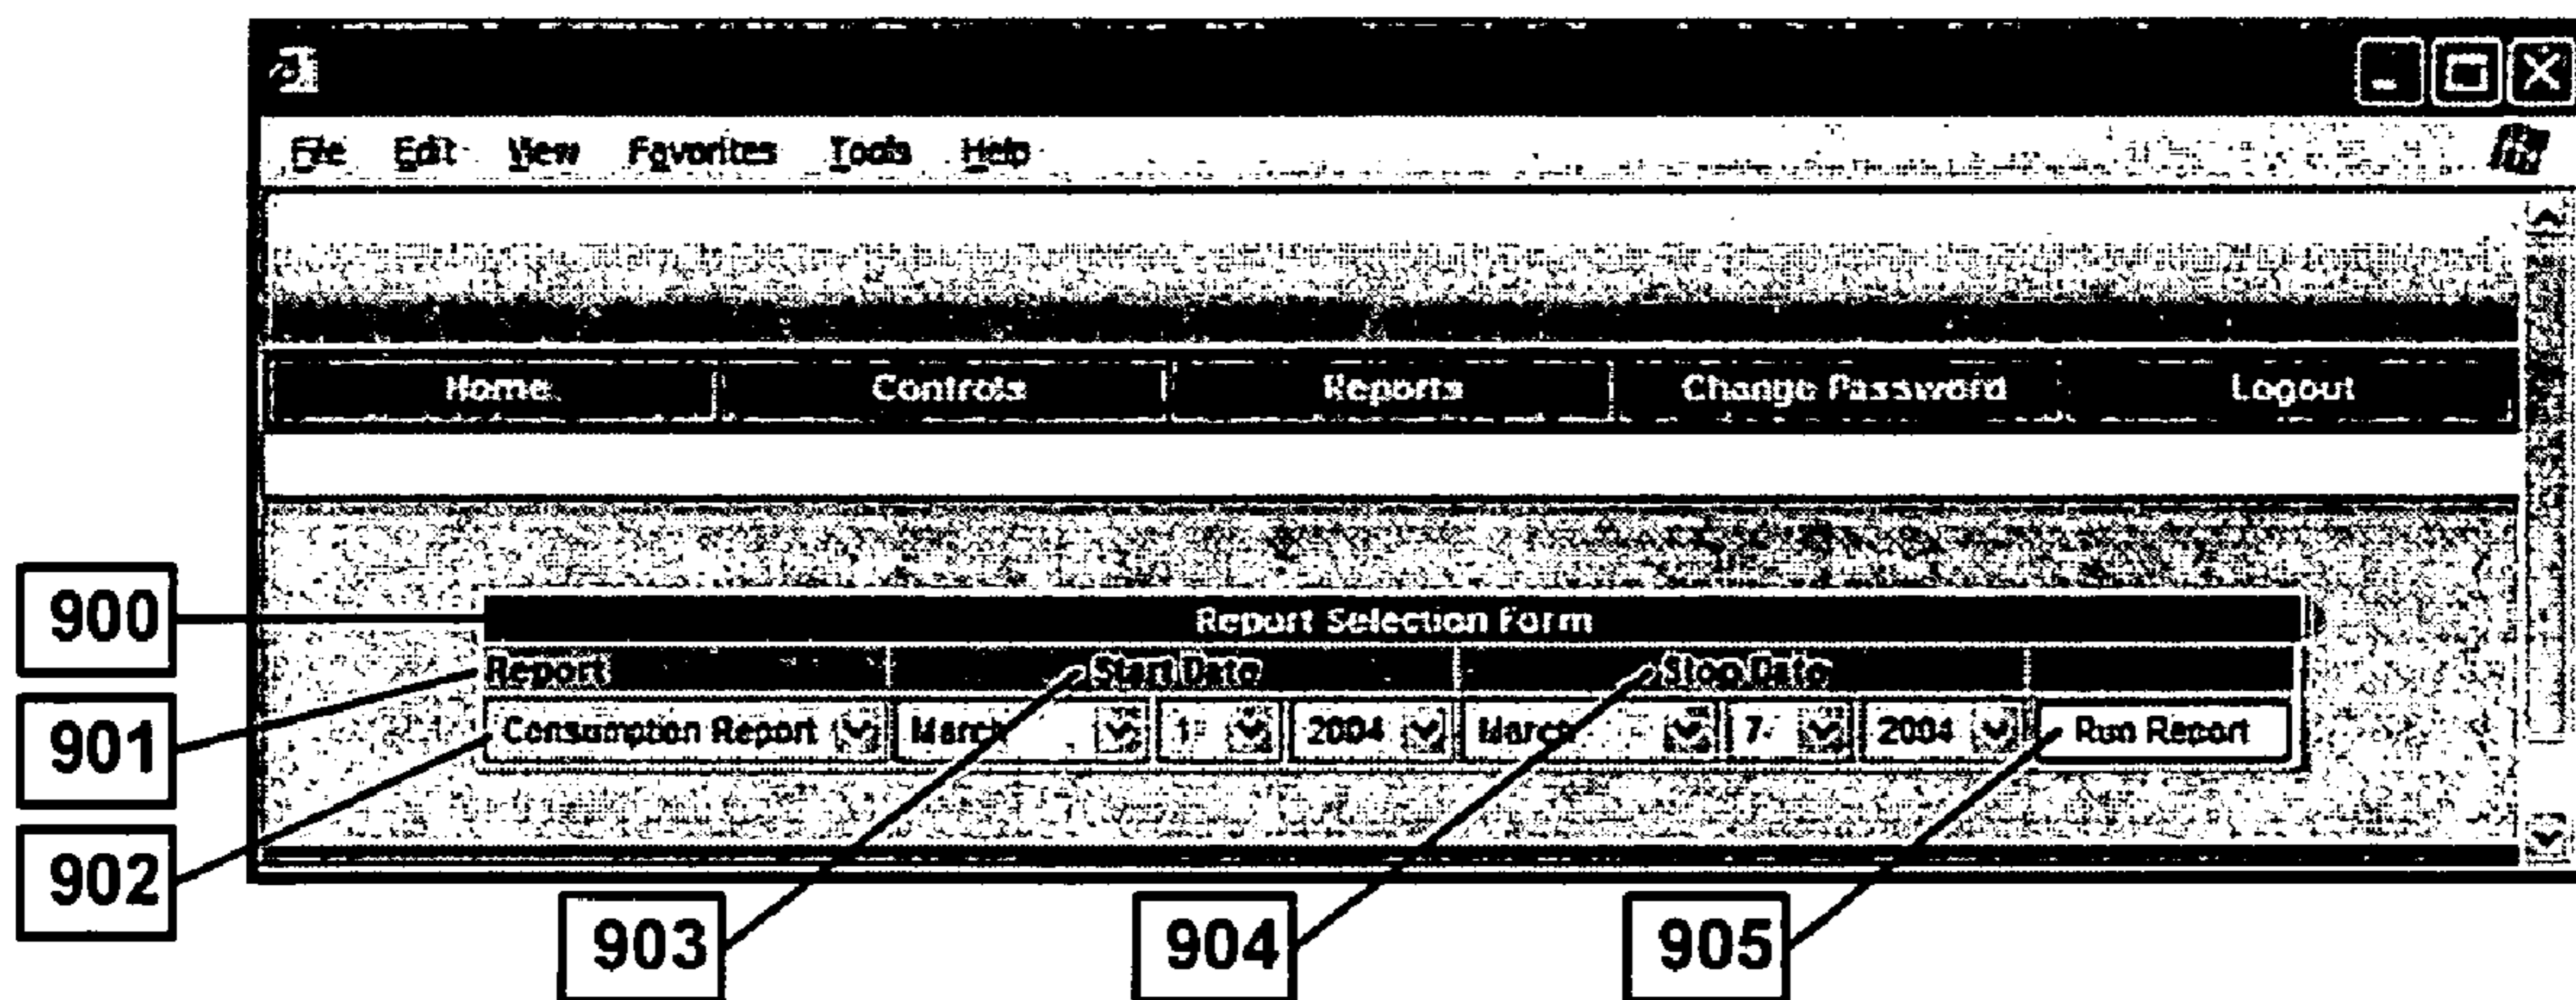 File Edit View Favorites Tools Help
Home Controls Reports Change Password Logout
900 Report Selection Form
901 Report Start Date Stop Date
902 Consumption Report March 1 2004 March 7 2004 Run Report
903 904 905